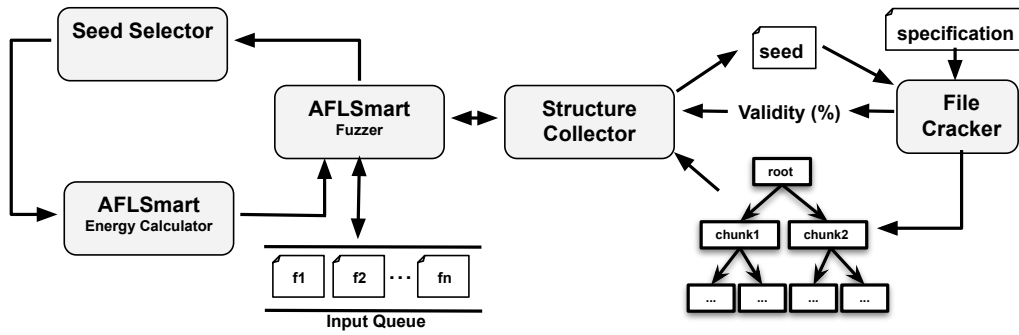 Seed Selector
AFLSmart
Fuzzer
AFLSmart
Energy Calculator
f1
f2
...
fn
Input Queue
Structure
Collector
seed
Validity (%)
specification
File
Cracker
root
chunk1
chunk2
...
...
...
...